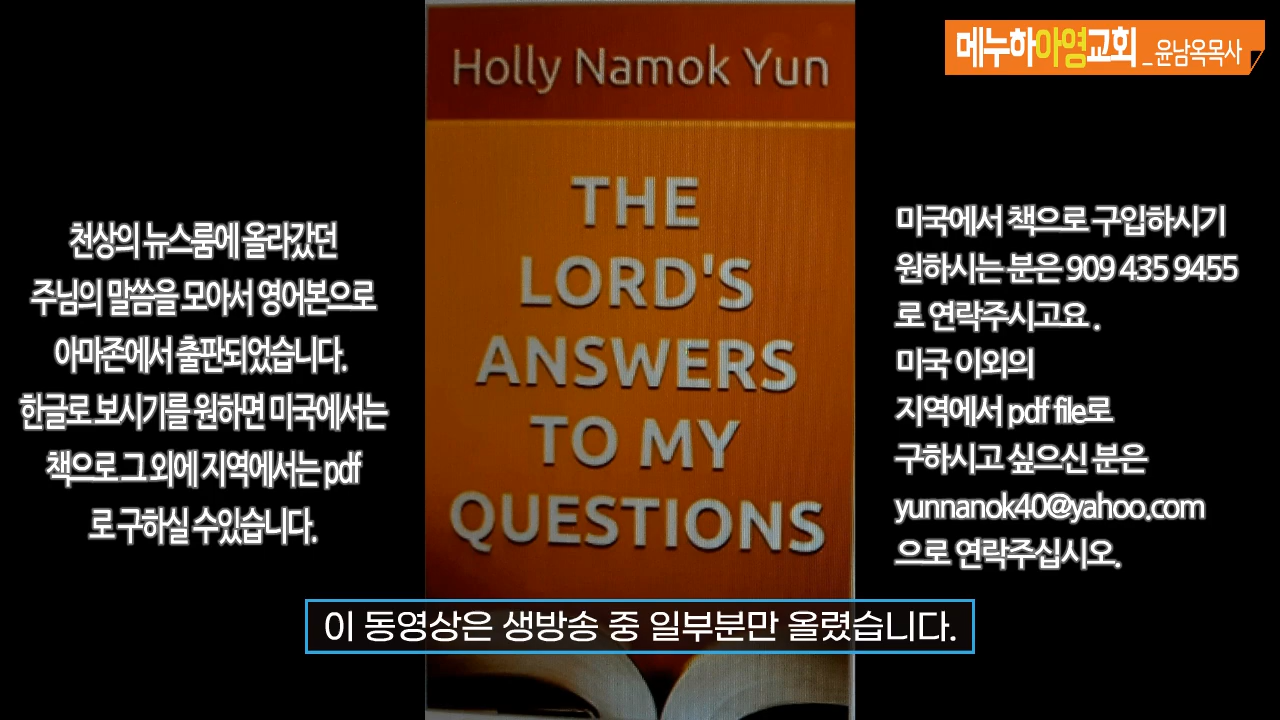 메누하아영교회 _ 윤남옥목사
Holly Namok Yun
THE
LORD'S
ANSWERS
TO MY
QUESTIONS
천상의 뉴스룸에 올라갔던
주님의 말씀을 모아서 영어본으로
아마존에서 출판되었습니다.
한글로 보시기를 원하면 미국에서는
책으로 그 외에 지역에서는 pdf
로 구하실 수있습니다.
미국에서 책으로 구입하시기
원하시는 분은 909 435 9455
로 연락주시고요 .
미국 이외의
지역에서 pdf file로
구하시고 싶으신 분은
yunnanok40@yahoo.com
으로 연락주십시오.
이 동영상은 생방송 중 일부분만 올렸습니다.